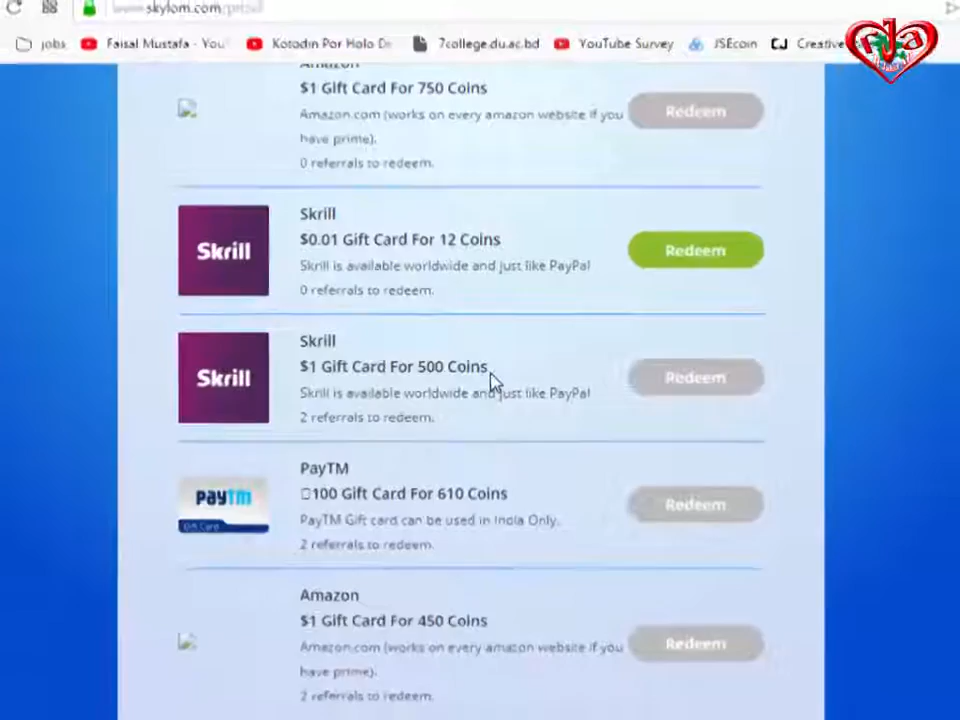 skylom.com
jobs
Faisal Mustafa - You
Kotodin Por Holo De
7college.du.ac.bd
YouTube Survey
JSEcoin
Creative
rja
Amazon
$1 Gift Card For 750 Coins
Amazon.com (works on every amazon website if you
have prime).
0 referrals to redeem.
Redeem
Skrill
Skrill
$0.01 Gift Card For 12 Coins
Skrill is available worldwide and just like PayPal
0 referrals to redeem.
Redeem
Skrill
Skrill
$1 Gift Card For 500 Coins
Skrill is available worldwide and just like PayPal
2 referrals to redeem.
Redeem
paytm
Gift Card
PayTM
100 Gift Card For 610 Coins
PayTM Gift card can be used in India Only.
2 referrals to redeem.
Redeem
Amazon
$1 Gift Card For 450 Coins
Amazon.com (works on every amazon website if you
have prime).
2 referrals to redeem.
Redeem